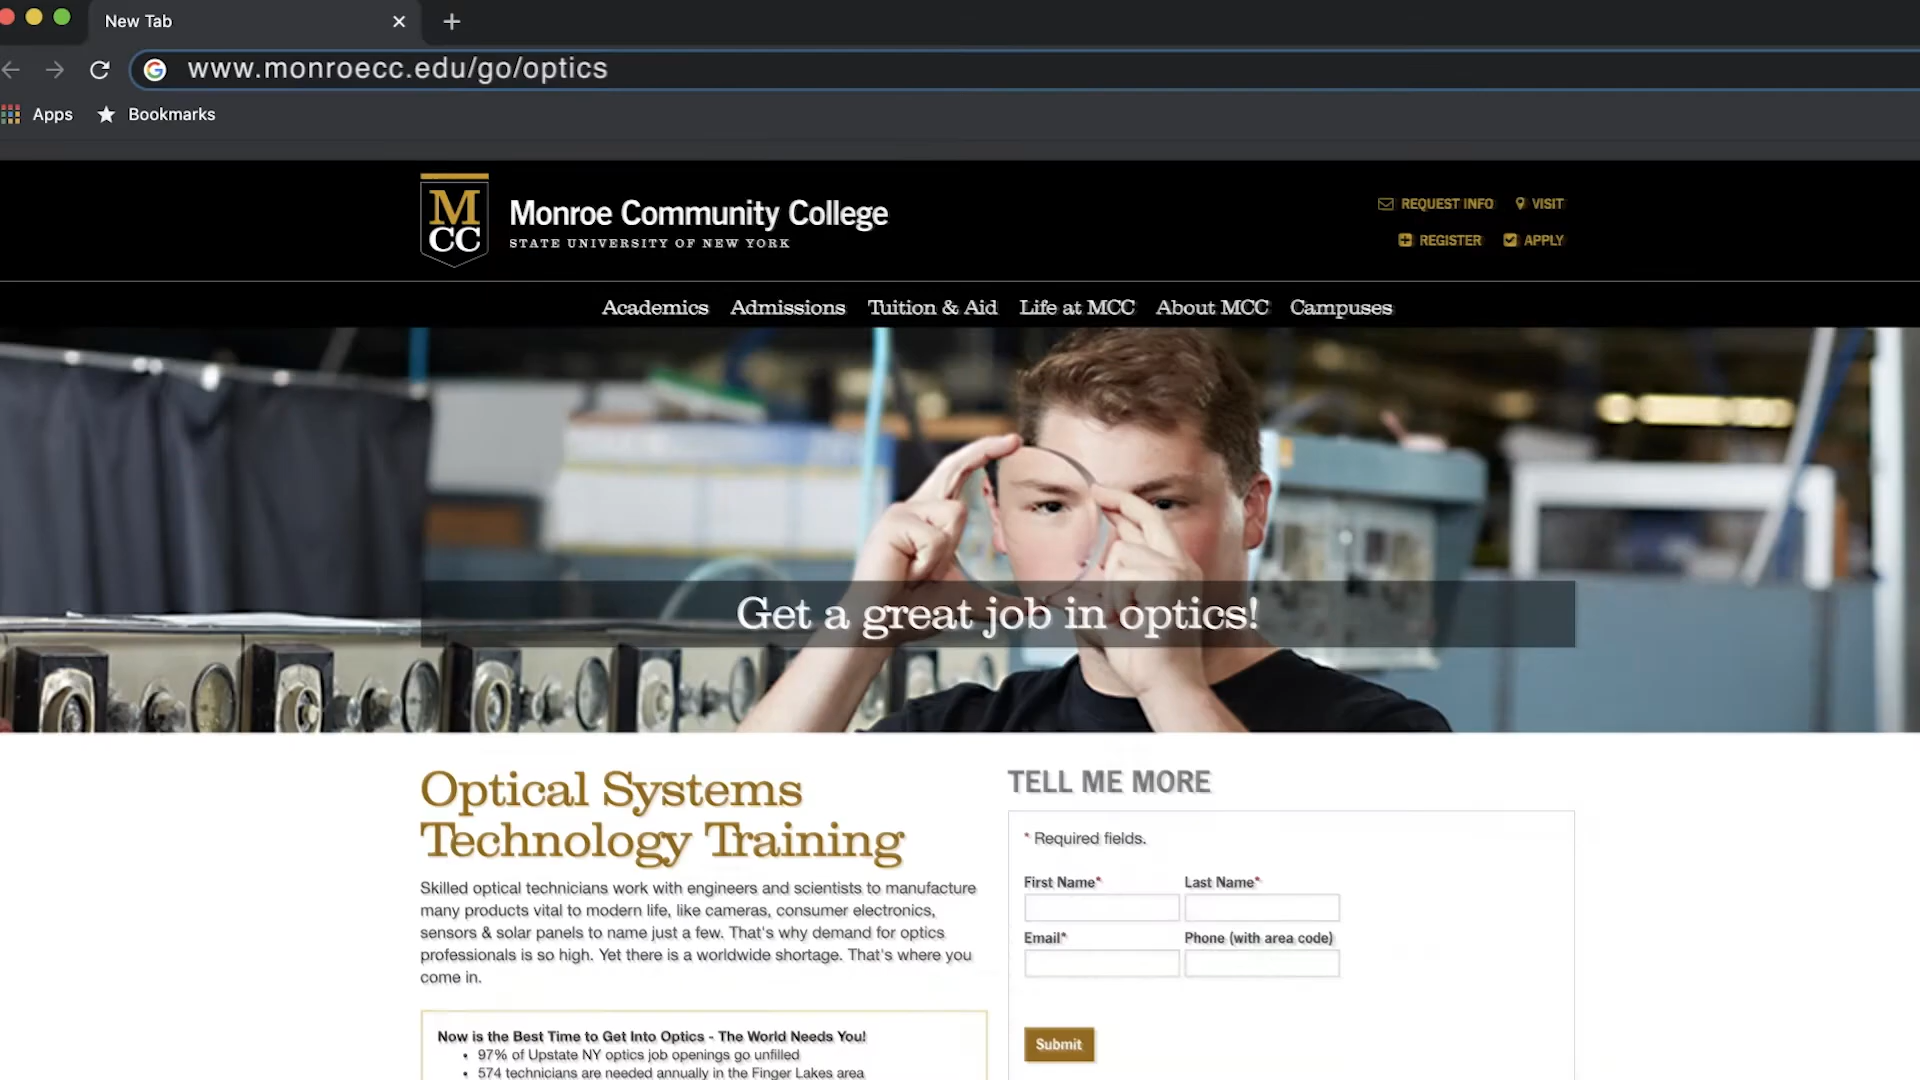 New Tab
www.monroecc.edu/go/optics
Apps
Bookmarks
MCC
Monroe Community College
STATE UNIVERSITY OF NEW YORK
REQUEST INFO
VISIT
REGISTER
APPLY
Academics
Admissions
Tuition & Aid
Life at MCC
About MCC
Campuses
Get a great job in optics!
Optical Systems
Technology Training
Skilled optical technicians work with engineers and scientists to manufacture
many products vital to modern life, like cameras, consumer electronics,
sensors & solar panels to name just a few. That's why demand for optics
professionals is so high. Yet there is a worldwide shortage. That's where you
come in.
Now is the Best Time to Get Into Optics - The World Needs You!
• 97% of Upstate NY optics job openings go unfilled
• 574 technicians are needed annually in the Finger Lakes area
TELL ME MORE
* Required fields.
First Name*
Last Name*
Email*
Phone (with area code)
Submit